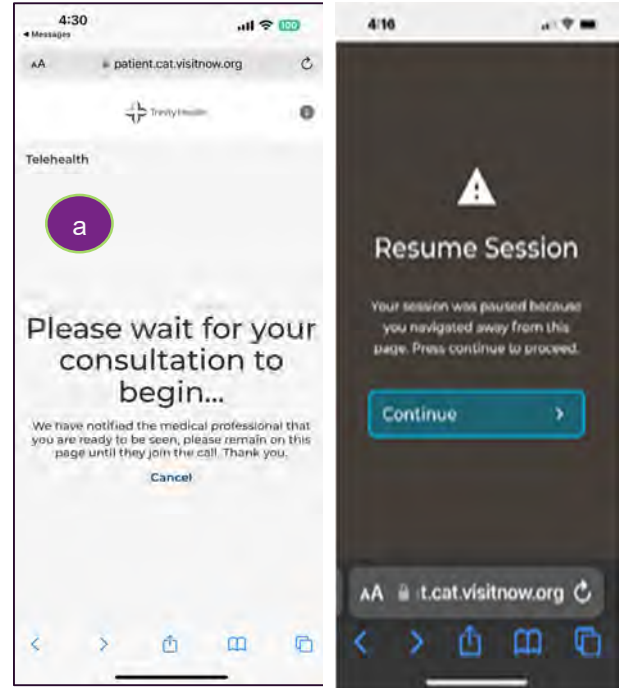 4:30
◀ Messages
100
AA
patient.cat.visitnow.org
Trinity Health
Telehealth
a
Please wait for your
consultation to
begin...
We have notified the medical professional that
you are ready to be seen, please remain on this
page until they join the call. Thank you.
Cancel
4:16
Resume Session
Your session was paused because
you navigated away from this
page. Press continue to proceed.
Continue
AA
t.cat.visitnow.org